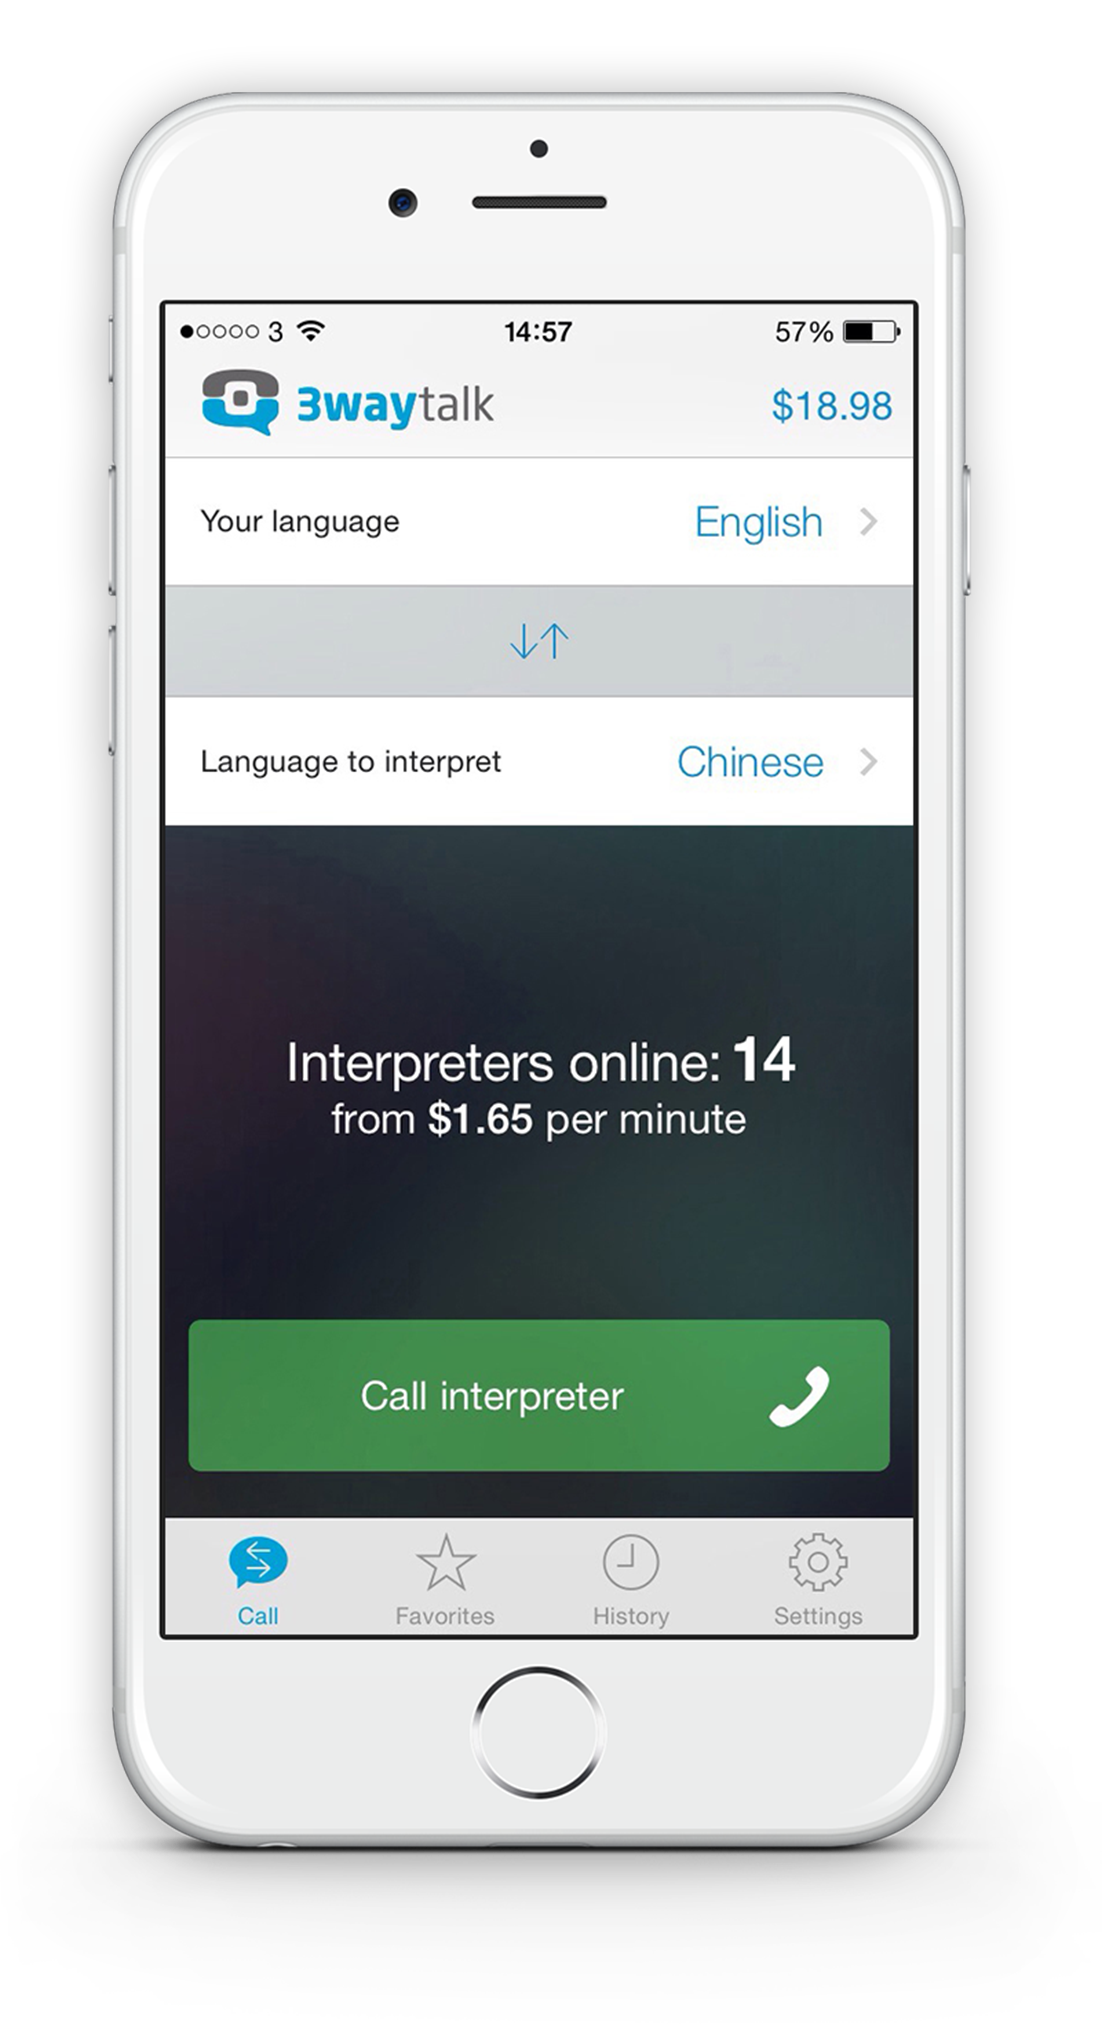 3 14:57 57%
3waytalk $18.98
Your language English
Language to interpret Chinese
Interpreters online: 14
from $1.65 per minute
Call interpreter
Call Favorites History Settings